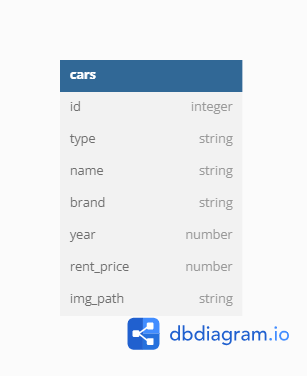 cars
id integer
type string
name string
brand string
year number
rent_price number
img_path string
dbdiagram.io